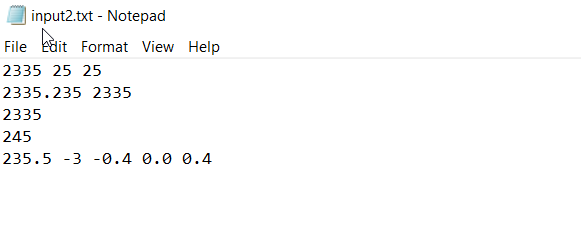 input2.txt - Notepad
File Edit Format View Help
2335 25 25
2335.235 2335
2335
245
235.5 -3 -0.4 0.0 0.4